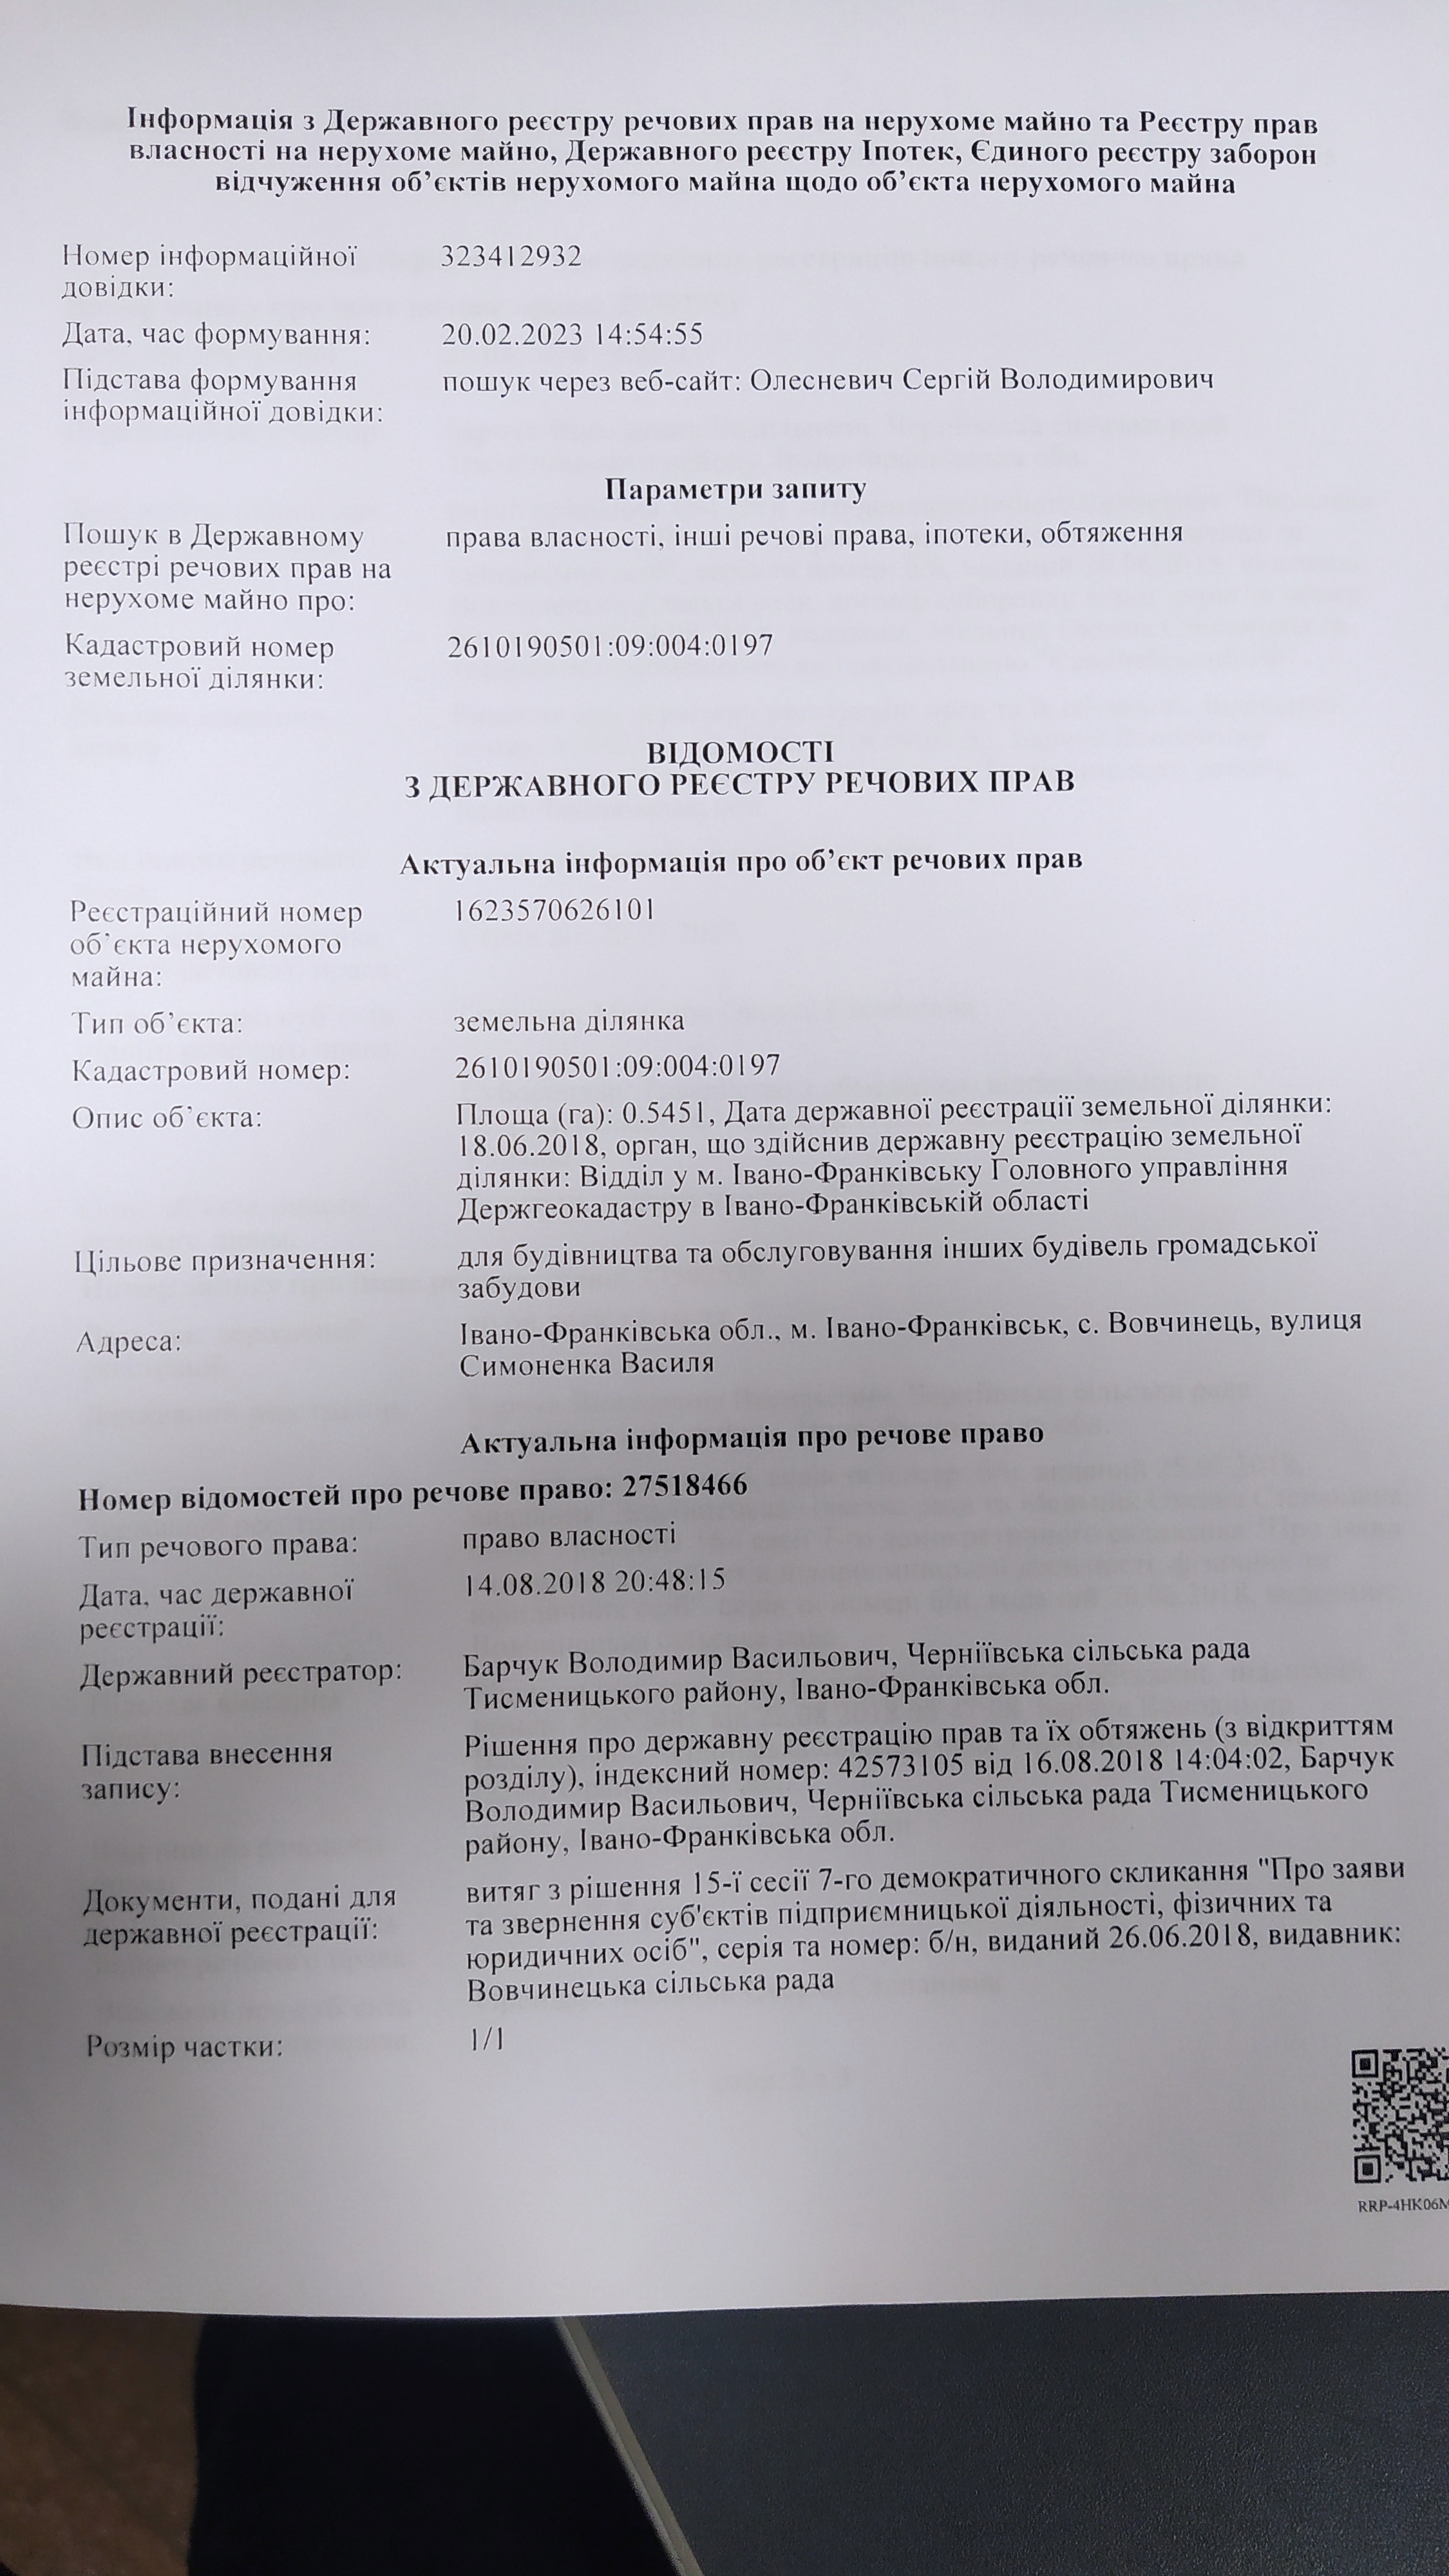 Інформація з Державного реєстру речових прав на нерухоме майно та Реєстру прав
власності на нерухоме майно, Державного реєстру Іпотек, Єдиного реєстру заборон
відчуження об’єктів нерухомого майна щодо об’єкта нерухомого майна
Номер інформаційної 323412932
довідки:
Дата, час формування: 20.02.2023 14:54:55
Підстава формування пошук через веб-сайт: Олесневич Сергій Володимирович
інформаційної довідки:
Параметри запиту
Пошук в Державному права власності, інші речові права, іпотеки, обтяження
реєстрі речових прав на
нерухоме майно про:
Кадастровий номер 2610190501:09:004:0197
земельної ділянки:
ВІДОМОСТІ
З ДЕРЖАВНОГО РЕЄСТРУ РЕЧОВИХ ПРАВ
Актуальна інформація про об’єкт речових прав
Реєстраційний номер 1623570626101
об’єкта нерухомого
майна:
Тип об’єкта: земельна ділянка
Кадастровий номер: 2610190501:09:004:0197
Опис об’єкта: Площа (га): 0.5451, Дата державної реєстрації земельної ділянки:
18.06.2018, орган, що здійснив державну реєстрацію земельної
ділянки: Відділ у м. Івано-Франківську Головного управління
Держгеокадастру в Івано-Франківській області
Цільове призначення: для будівництва та обслуговування інших будівель громадської
забудови
Адреса: Івано-Франківська обл., м. Івано-Франківськ, с. Вовчинець, вулиця
Симоненка Василя
Актуальна інформація про речове право
Номер відомостей про речове право: 27518466
Тип речового права: право власності
Дата, час державної 14.08.2018 20:48:15
реєстрації:
Державний реєстратор: Барчук Володимир Васильович, Черніївська сільська рада
Тисменицького району, Івано-Франківська обл.
Підстава внесення Рішення про державну реєстрацію прав та їх обтяжень (з відкриттям
запису: розділу), індексний номер: 42573105 від 16.08.2018 14:04:02, Барчук
Володимир Васильович, Черніївська сільська рада Тисменицького
району, Івано-Франківська обл.
Документи, подані для витяг з рішення 15-ї сесії 7-го демократичного скликання "Про заяви
державної реєстрації: та звернення суб'єктів підприємницької діяльності, фізичних та
юридичних осіб", серія та номер: б/н, виданий 26.06.2018, видавник:
Вовчинецька сільська рада
Розмір частки: 1/1
RRP-4HK06M